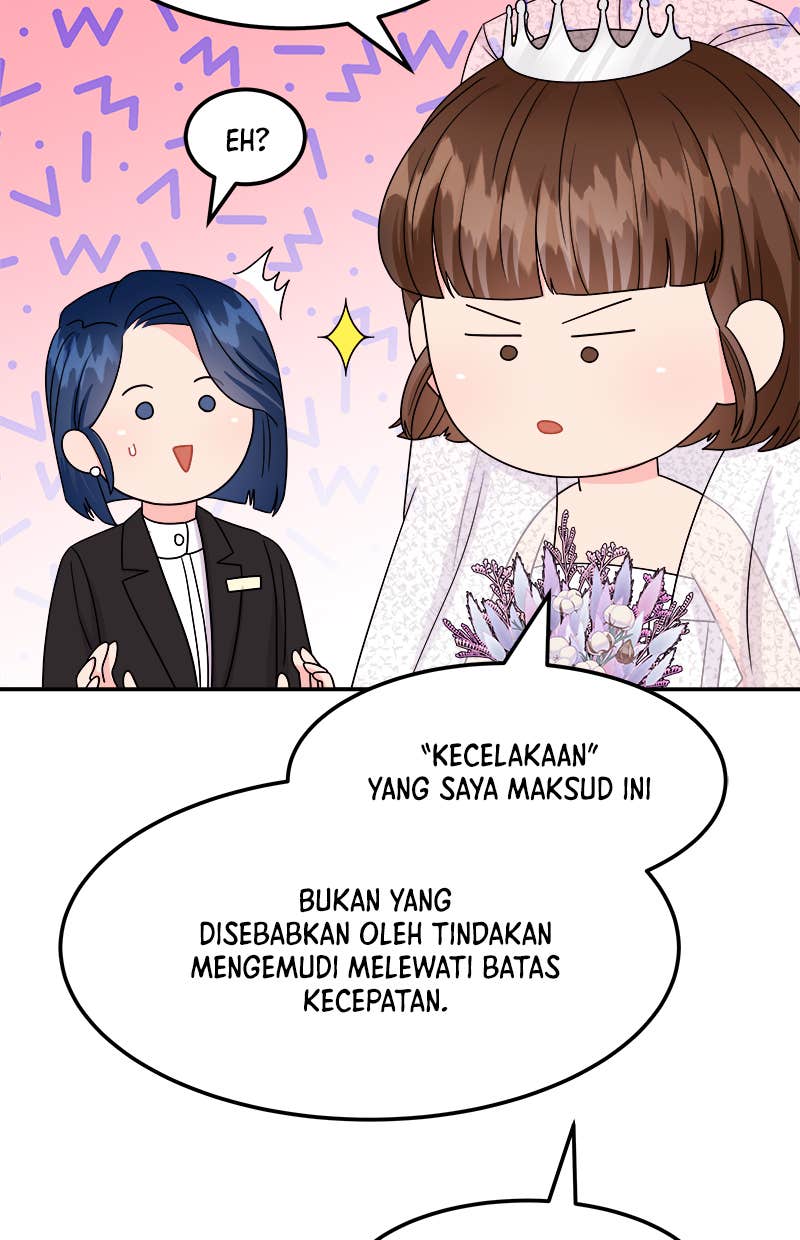 EH?
“KECELAKAAN”
YANG SAYA MAKSUD INI
BUKAN YANG
DISEBABKAN OLEH TINDAKAN
MENGEMUDI MELEWATI BATAS
KECEPATAN.